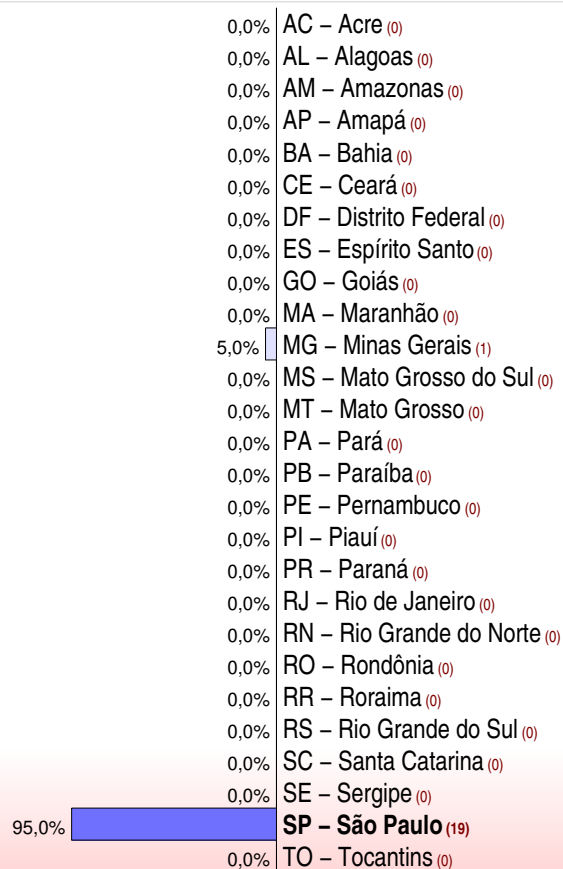 0,0% AC – Acre (0)
0,0% AL – Alagoas (0)
0,0% AM – Amazonas (0)
0,0% AP – Amapá (0)
0,0% BA – Bahia (0)
0,0% CE – Ceará (0)
0,0% DF – Distrito Federal (0)
0,0% ES – Espírito Santo (0)
0,0% GO – Goiás (0)
0,0% MA – Maranhão (0)
5,0% MG – Minas Gerais (1)
0,0% MS – Mato Grosso do Sul (0)
0,0% MT – Mato Grosso (0)
0,0% PA – Pará (0)
0,0% PB – Paraíba (0)
0,0% PE – Pernambuco (0)
0,0% PI – Piauí (0)
0,0% PR – Paraná (0)
0,0% RJ – Rio de Janeiro (0)
0,0% RN – Rio Grande do Norte (0)
0,0% RO – Rondônia (0)
0,0% RR – Roraima (0)
0,0% RS – Rio Grande do Sul (0)
0,0% SC – Santa Catarina (0)
0,0% SE – Sergipe (0)
95,0% SP – São Paulo (19)
0,0% TO – Tocantins (0)